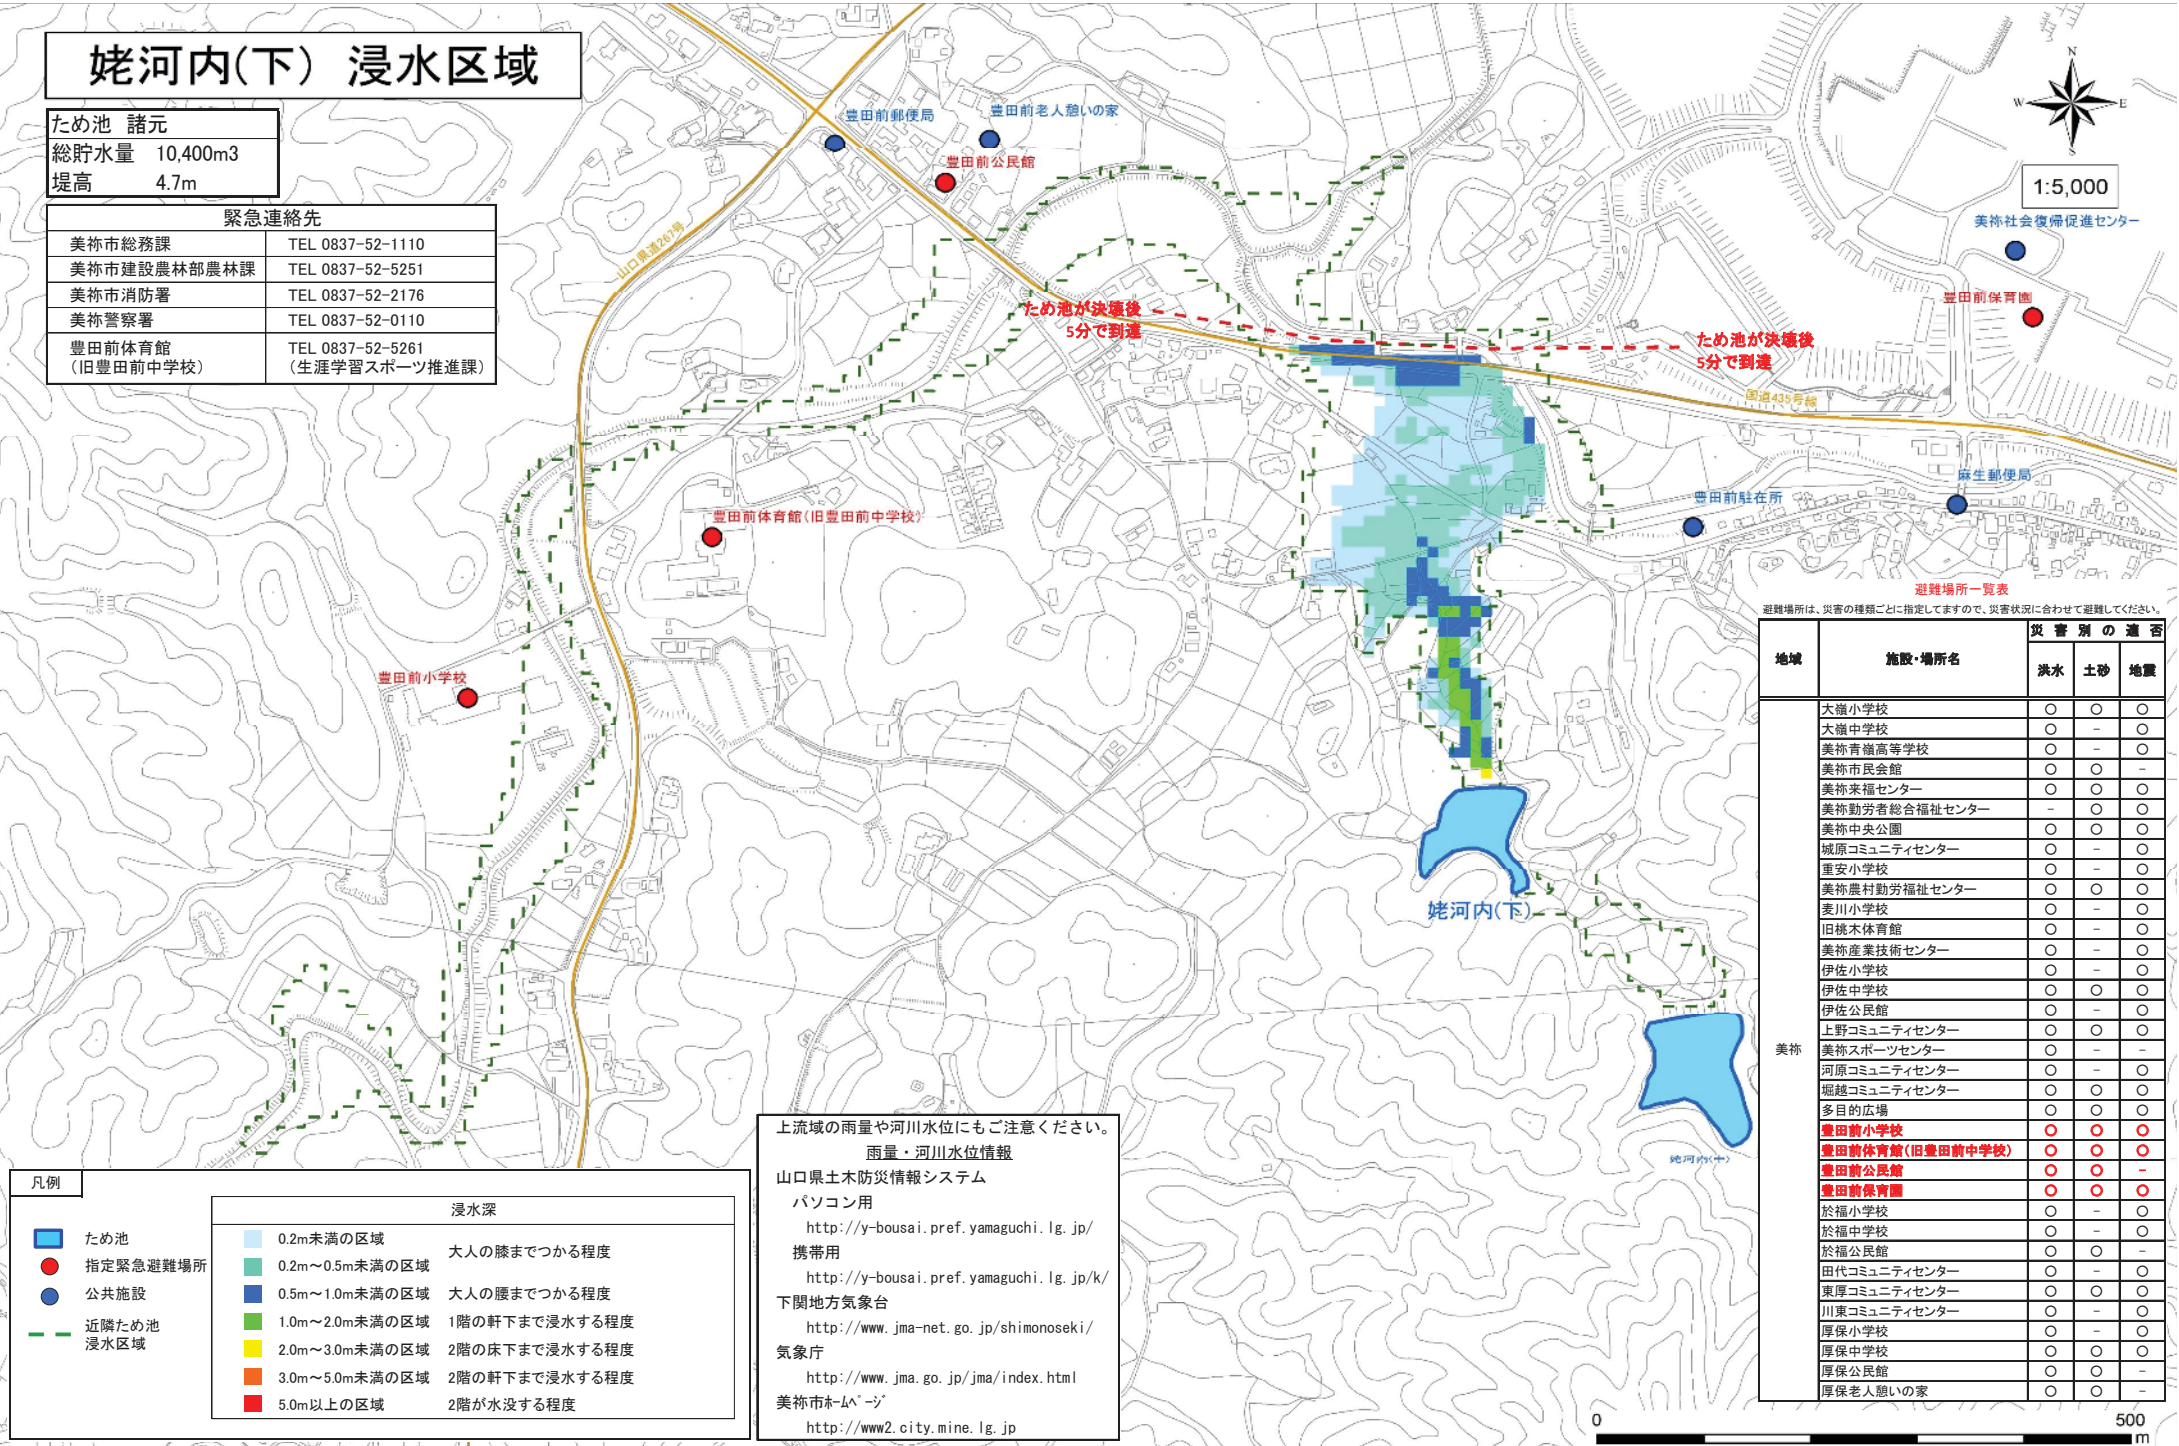 姥河内(下) 浸水区域
ため池 諸元
総貯水量 10,400m3
堤高 4.7m
緊急連絡先
美祢市総務課 TEL 0837-52-1110
美祢市建設農林部農林課 TEL 0837-52-5251
美祢市消防署 TEL 0837-52-2176
美祢警察署 TEL 0837-52-0110
豊田前体育館 TEL 0837-52-5261
(旧豊田前中学校) (生涯学習スポーツ推進課)
N
W E
S
1:5,000
豊田前郵便局
豊田前老人憩いの家
豊田前公民館
山口県道267号
美祢社会復帰促進センター
豊田前保育園
ため池が決壊後
5分で到達
ため池が決壊後
5分で到達
国道435号線
麻生郵便局
豊田前駐在所
豊田前体育館(旧豊田前中学校)
豊田前小学校
姥河内(下)
姥河内(中)
避難場所一覧表
避難場所は、災害の種類ごとに指定してますので、災害状況に合わせて避難してください。
地域 施設・場所名 災害別の適否
洪水 土砂 地震
美祢
大嶺小学校 ○ ○ ○
大嶺中学校 ○ - ○
美祢青嶺高等学校 ○ - ○
美祢市民会館 ○ ○ -
美祢来福センター ○ ○ ○
美祢勤労者総合福祉センター - ○ ○
美祢中央公園 ○ ○ ○
城原コミュニティセンター ○ - ○
重安小学校 ○ - ○
美祢農村勤労福祉センター ○ ○ ○
麦川小学校 ○ - ○
旧桃木体育館 ○ - ○
美祢産業技術センター ○ - ○
伊佐小学校 ○ - ○
伊佐中学校 ○ ○ ○
伊佐公民館 ○ - ○
上野コミュニティセンター ○ ○ ○
美祢スポーツセンター ○ - -
河原コミュニティセンター ○ - ○
堀越コミュニティセンター ○ ○ ○
多目的広場 ○ ○ ○
豊田前小学校 ○ ○ ○
豊田前体育館(旧豊田前中学校) ○ ○ ○
豊田前公民館 ○ ○ -
豊田前保育園 ○ ○ ○
於福小学校 ○ - ○
於福中学校 ○ - ○
於福公民館 ○ ○ -
田代コミュニティセンター ○ - ○
東厚コミュニティセンター ○ ○ ○
川東コミュニティセンター ○ - ○
厚保小学校 ○ - ○
厚保中学校 ○ ○ ○
厚保公民館 ○ ○ -
厚保老人憩いの家 ○ ○ -
凡例
ため池
指定緊急避難場所
公共施設
近隣ため池
浸水区域
浸水深
0.2m未満の区域
大人の膝までつかる程度
0.2m～0.5m未満の区域
0.5m～1.0m未満の区域 大人の腰までつかる程度
1.0m～2.0m未満の区域 1階の軒下まで浸水する程度
2.0m～3.0m未満の区域 2階の床下まで浸水する程度
3.0m～5.0m未満の区域 2階の軒下まで浸水する程度
5.0m以上の区域 2階が水没する程度
上流域の雨量や河川水位にもご注意ください。
雨量・河川水位情報
山口県土木防災情報システム
パソコン用
http://y-bousai.pref.yamaguchi.lg.jp/
携帯用
http://y-bousai.pref.yamaguchi.lg.jp/k/
下関地方気象台
http://www.jma-net.go.jp/shimonoseki/
気象庁
http://www.jma.go.jp/jma/index.html
美祢市ﾎｰﾑﾍﾟｰｼﾞ
http://www2.city.mine.lg.jp
0 500
m